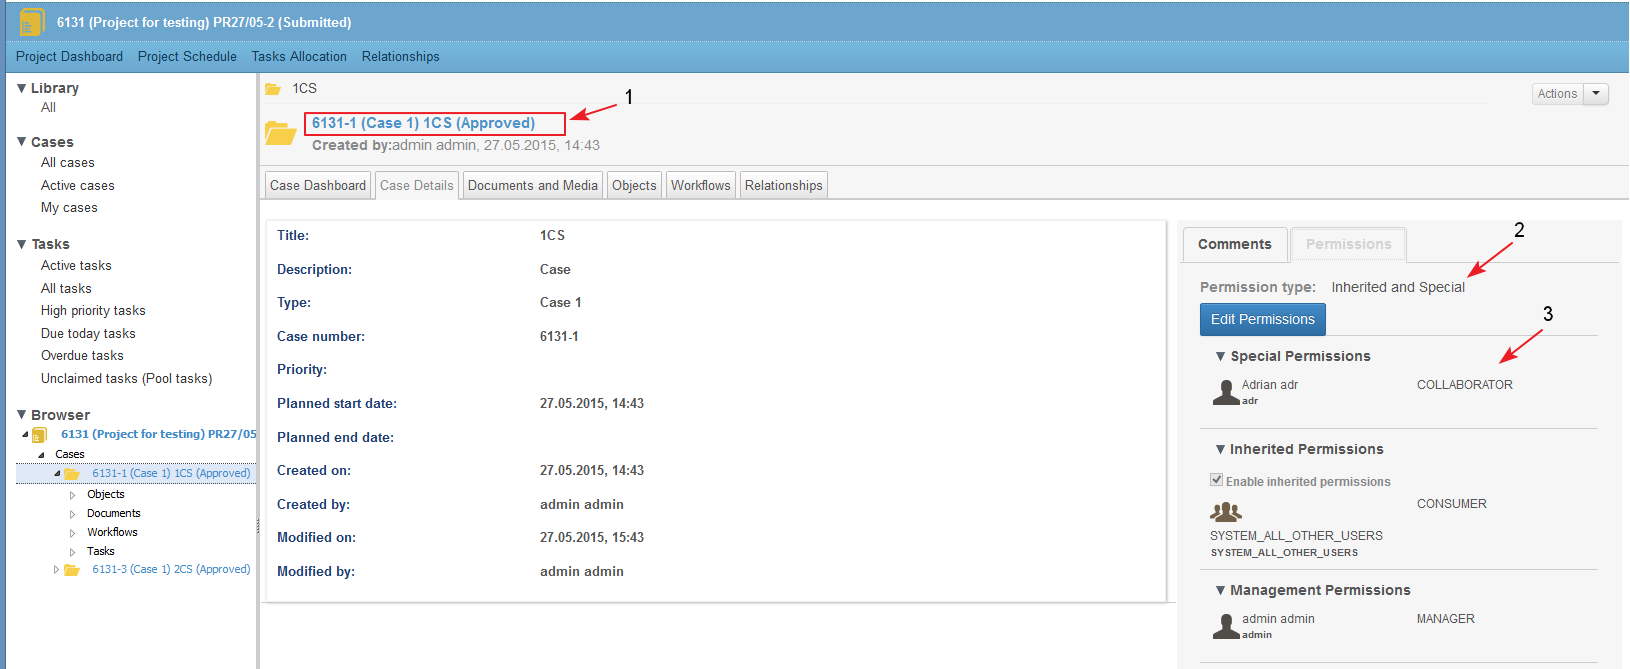 6131 (Project for testing) PR27/05-2 (Submitted)
Project Dashboard Project Schedule Tasks Allocation Relationships
Library
All
Cases
All cases
Active cases
My cases
Tasks
Active tasks
All tasks
High priority tasks
Due today tasks
Overdue tasks
Unclaimed tasks (Pool tasks)
Browser
6131 (Project for testing) PR27/05
Cases
6131-1 (Case 1) 1CS (Approved)
Objects
Documents
Workflows
Tasks
6131-3 (Case 1) 2CS (Approved)
1CS
Actions
1
6131-1 (Case 1) 1CS (Approved)
Created by:admin admin, 27.05.2015, 14:43
Case Dashboard Case Details Documents and Media Objects Workflows Relationships
Title: 1CS
Description: Case
Type: Case 1
Case number: 6131-1
Priority:
Planned start date: 27.05.2015, 14:43
Planned end date:
Created on: 27.05.2015, 14:43
Created by: admin admin
Modified on: 27.05.2015, 15:43
Modified by: admin admin
2
Comments Permissions
Permission type: Inherited and Special
Edit Permissions
3
Special Permissions
Adrian adr COLLABORATOR
adr
Inherited Permissions
Enable inherited permissions
CONSUMER
SYSTEM_ALL_OTHER_USERS
SYSTEM_ALL_OTHER_USERS
Management Permissions
admin admin MANAGER
admin